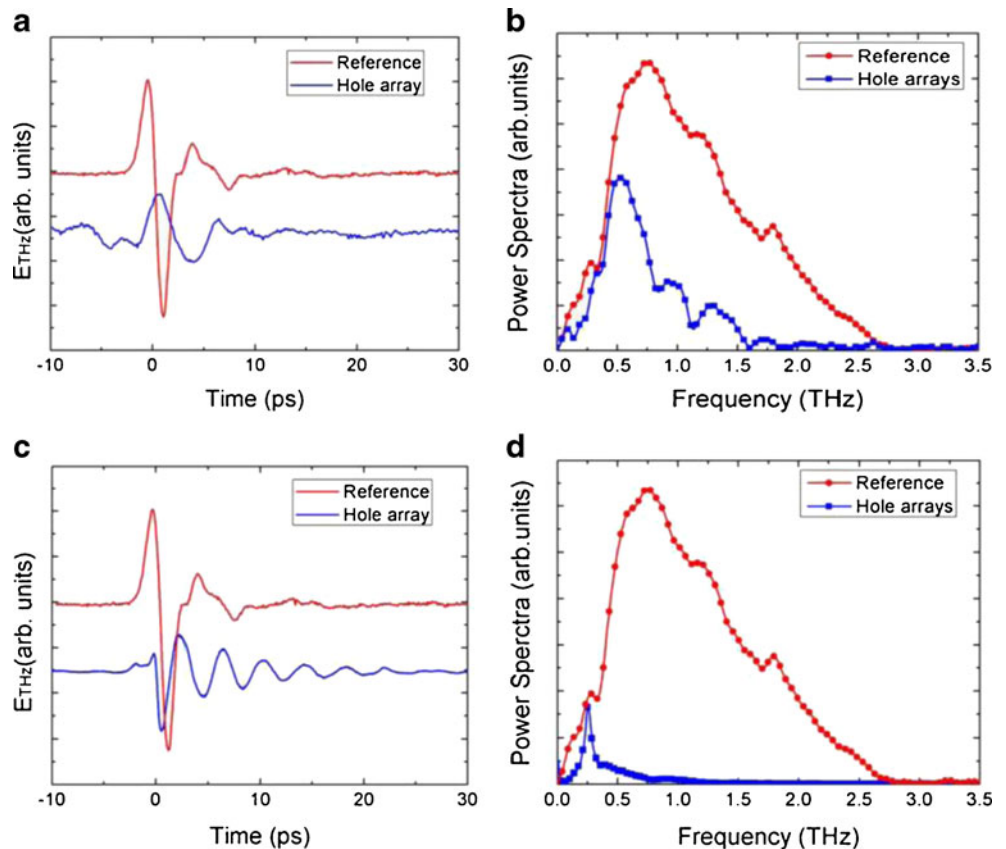 a
Reference
Hole array
E_THz(arb. units)
-10 0 10 20 30
Time (ps)
b
Reference
Hole arrays
Power Sperctra (arb.units)
0.0 0.5 1.0 1.5 2.0 2.5 3.0 3.5
Frequency (THz)
c
Reference
Hole array
E_THz(arb. units)
-10 0 10 20 30
Time (ps)
d
Reference
Hole arrays
Power Sperctra (arb.units)
0.0 0.5 1.0 1.5 2.0 2.5 3.0 3.5
Frequency (THz)